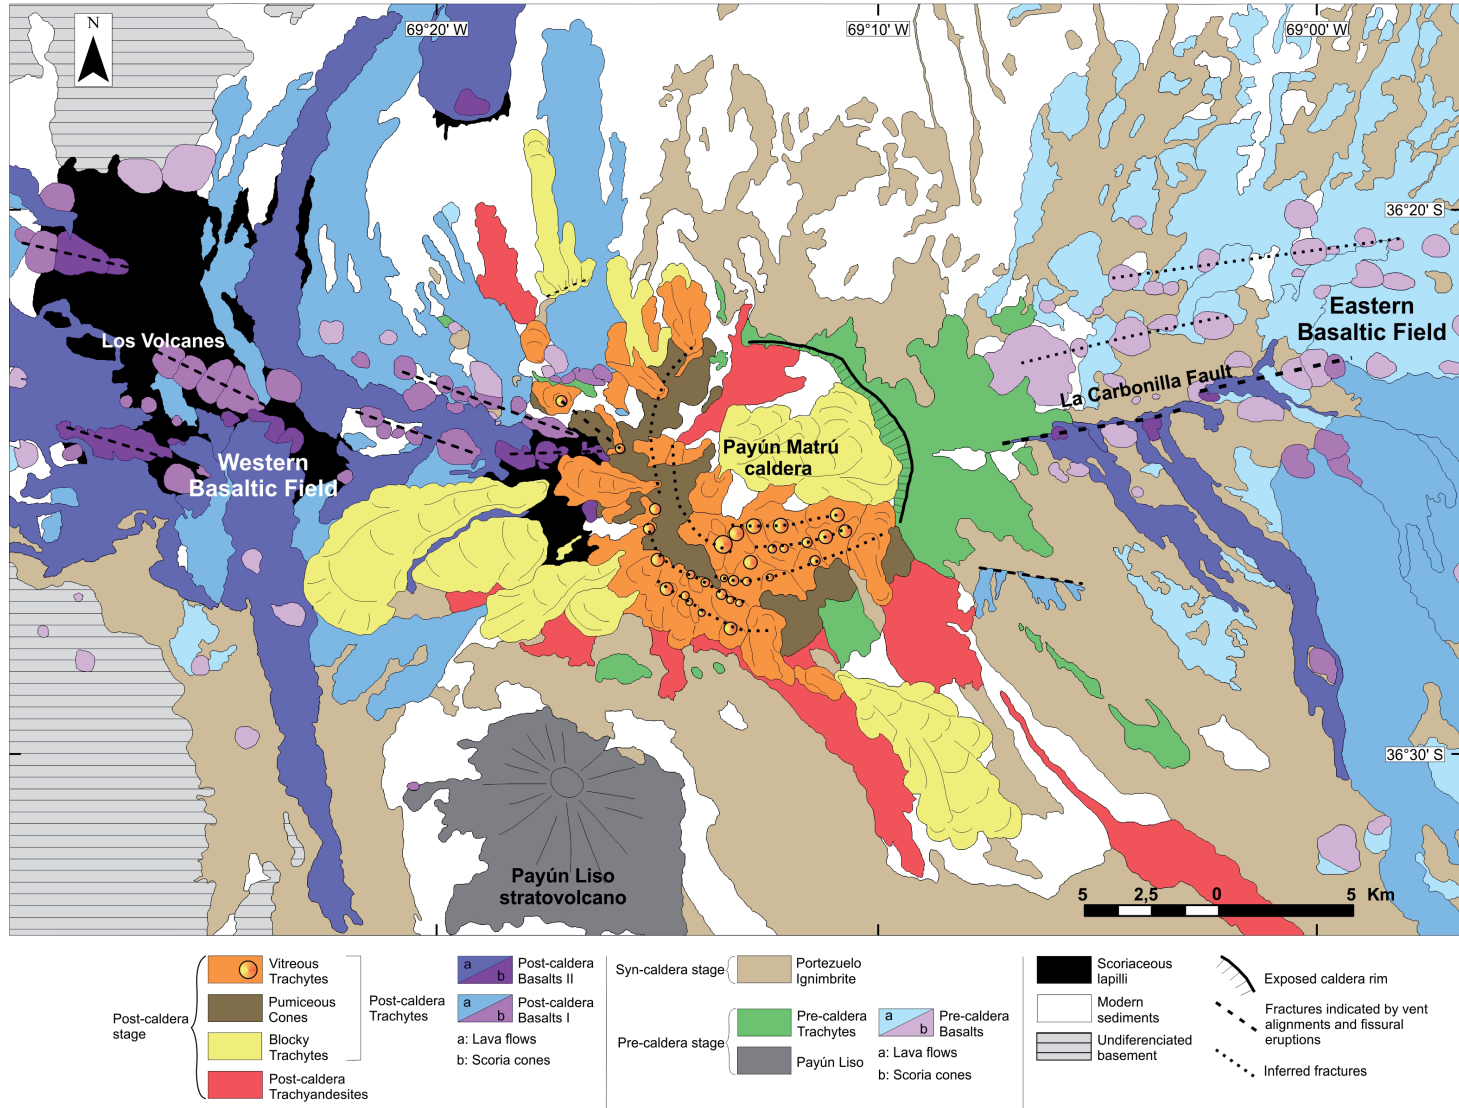 N
69°20' W
69°10' W
69°00' W
36°20' S
Eastern
Basaltic Field
Los Volcanes
La Carbonilla Fault
Payún Matrú
caldera
Western
Basaltic Field
36°30' S
Payún Liso
stratovolcano
5 2,5 0 5 Km
Post-caldera
stage
Vitreous
Trachytes
Pumiceous
Cones
Blocky
Trachytes
Post-caldera
Trachyandesites
Post-caldera
Trachytes
a b
Post-caldera
Basalts II
a b
Post-caldera
Basalts I
a: Lava flows
b: Scoria cones
Syn-caldera stage
Portezuelo
Ignimbrite
Pre-caldera stage
Pre-caldera
Trachytes
Payún Liso
a b
Pre-caldera
Basalts
a: Lava flows
b: Scoria cones
Scoriaceous
lapilli
Modern
sediments
Undiferenciated
basement
Exposed caldera rim
Fractures indicated by vent
alignments and fissural
eruptions
Inferred fractures